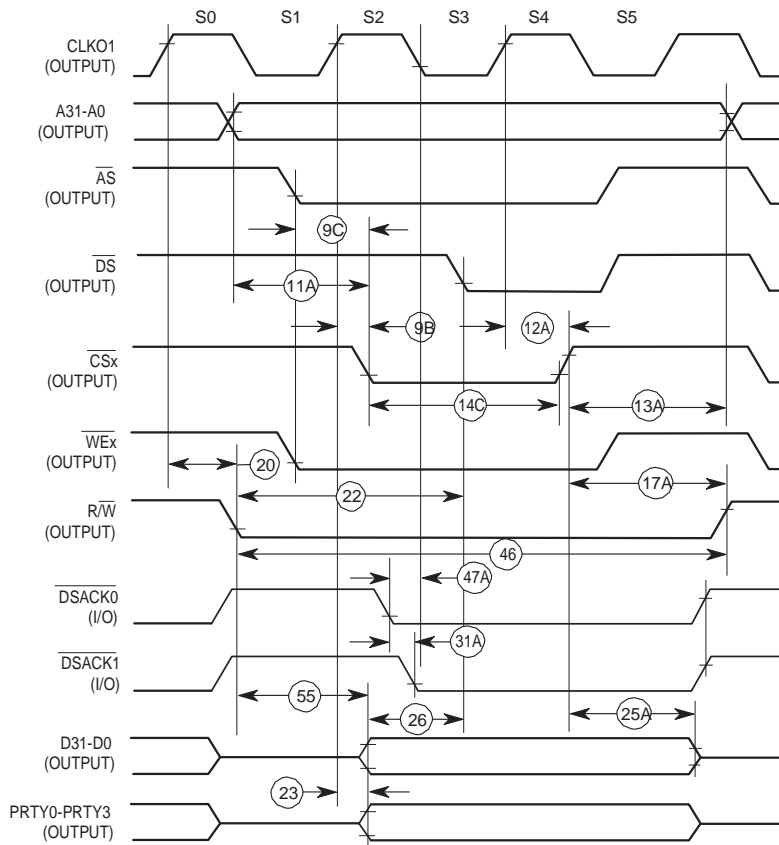 S0 S1 S2 S3 S4 S5
CLKO1
(OUTPUT)
A31-A0
(OUTPUT)
AS
(OUTPUT)
9C
DS
(OUTPUT)
11A
9B
12A
CSx
(OUTPUT)
14C
13A
WEx
(OUTPUT)
20
17A
22
R/W
(OUTPUT)
46
47A
DSACK0
(I/O)
31A
DSACK1
(I/O)
55
26
25A
D31-D0
(OUTPUT)
23
PRTY0-PRTY3
(OUTPUT)